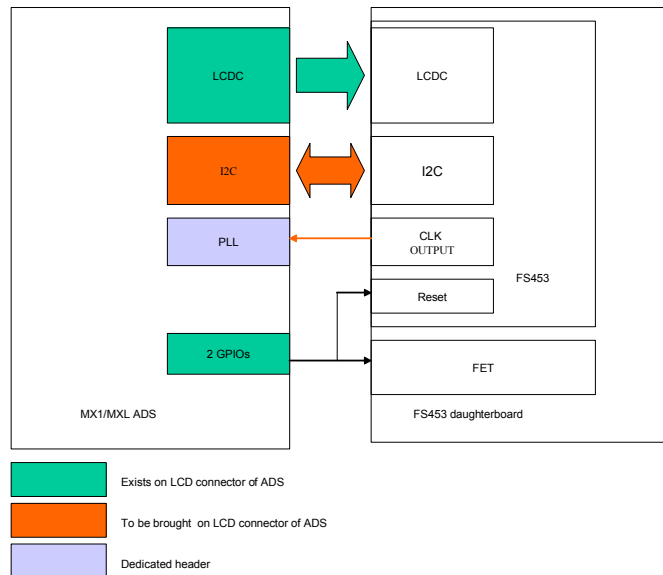 LCDC
LCDC
I2C
I2C
PLL
CLK
OUTPUT
FS453
Reset
2 GPIOs
FET
MX1/MXL ADS
FS453 daughterboard
Exists on LCD connector of ADS
To be brought on LCD connector of ADS
Dedicated header